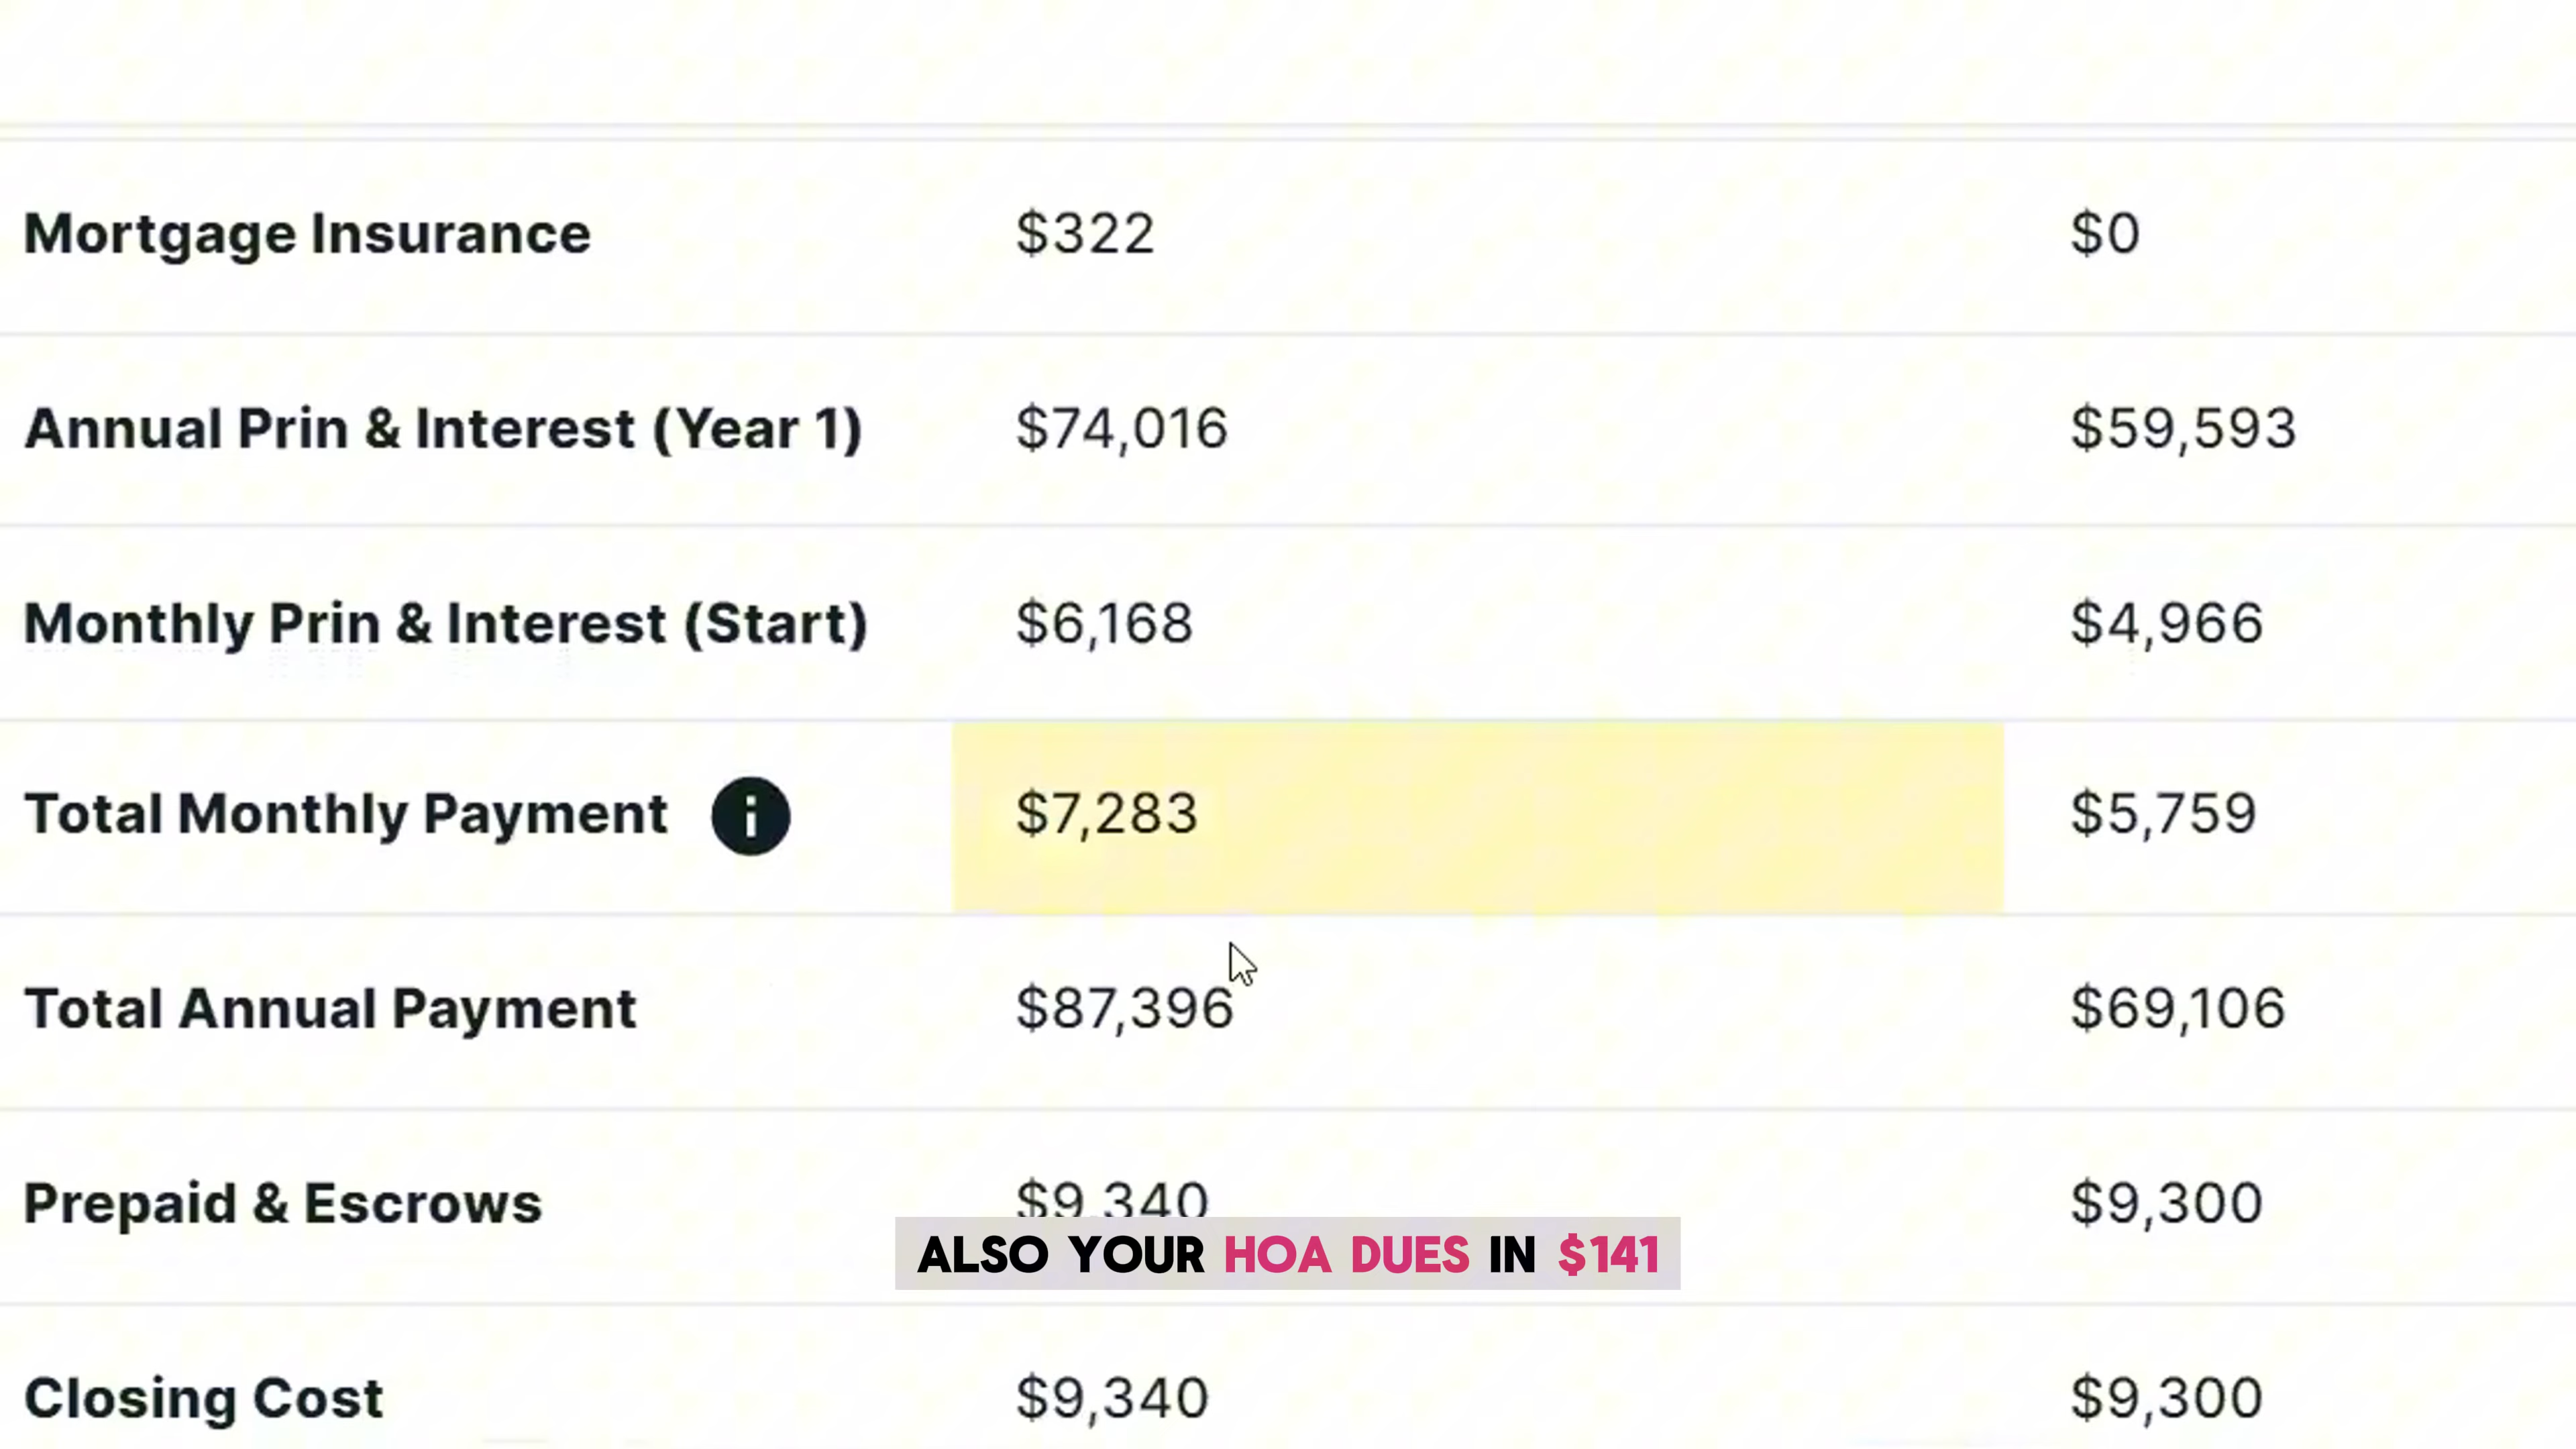 Mortgage Insurance $322 $0
Annual Prin & Interest (Year 1) $74,016 $59,593
Monthly Prin & Interest (Start) $6,168 $4,966
Total Monthly Payment i $7,283 $5,759
Total Annual Payment $87,396 $69,106
Prepaid & Escrows $9,340 $9,300
ALSO YOUR HOA DUES IN $141
Closing Cost $9,340 $9,300